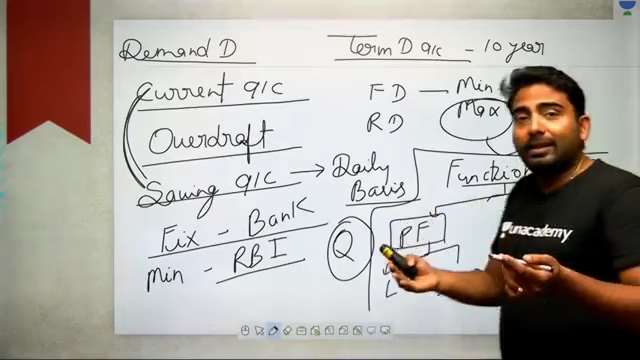 Demand D
Current a/c
Overdraft
Saving a/c → Daily Basis
Fix - Bank
Min - RBI
Term D a/c - 10 year
FD — Min
Max
RD
Function
Q
PF
L
unacademy